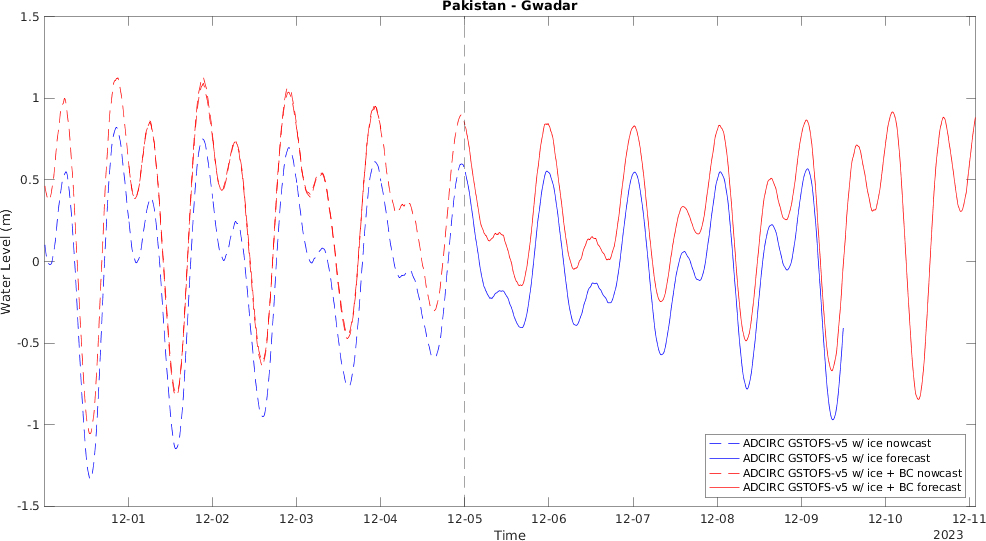 Pakistan - Gwadar
1.5
1
0.5
0
-0.5
-1
-1.5
Water Level (m)
ADCIRC GSTOFS-v5 w/ ice nowcast
ADCIRC GSTOFS-v5 w/ ice forecast
ADCIRC GSTOFS-v5 w/ ice + BC nowcast
ADCIRC GSTOFS-v5 w/ ice + BC forecast
12-01 12-02 12-03 12-04 12-05 12-06 12-07 12-08 12-09 12-10 12-11
Time
2023